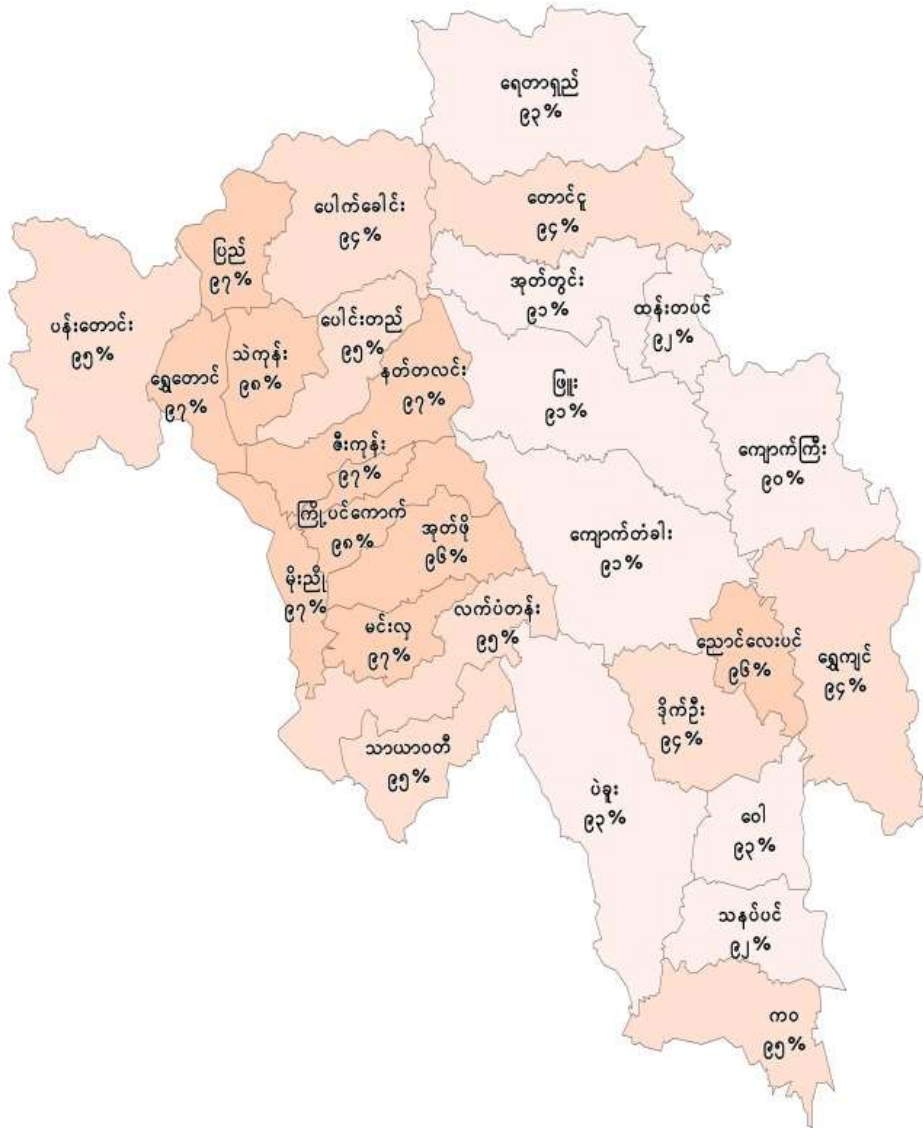 ရေတာရှည်
၉၃%
တောင်ငူ
၉၄%
ပေါက်ခေါင်း
၉၄%
ပြည်
၉၇%
အုတ်တွင်း
၉၁%
ထန်းတပင်
၉၂%
ပန်းတောင်း
၉၅%
ပေါင်းတည်
၉၅%
သဲကုန်း
၉၈%
ရွှေတောင်
၉၇%
နတ်တလင်း
၉၇%
ဖြူး
၉၁%
ကျောက်ကြီး
၉၀%
ဇီးကုန်း
၉၇%
ကြို့ပင်ကောက်
၉၈%
အုတ်ဖို
၉၆%
ကျောက်တံခါး
၉၁%
မိုးညို
၉၇%
မင်းလှ
၉၇%
လက်ပံတန်း
၉၅%
ညောင်လေးပင်
၉၆%
ရွှေကျင်
၉၄%
ဒိုက်ဦး
၉၄%
သာယာဝတီ
၉၅%
ပဲခူး
၉၃%
ဝေါ
၉၃%
သနပ်ပင်
၉၂%
ကဝ
၉၅%